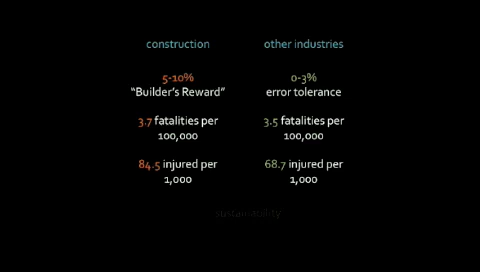 construction other industries
5-10% 0-3%
"Builder's Reward" error tolerance
3.7 fatalities per 3.5 fatalities per
100,000 100,000
84.5 injured per 68.7 injured per
1,000 1,000
sustainability